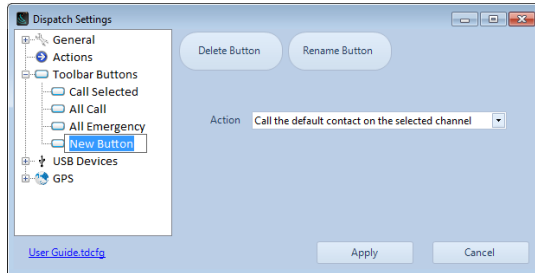 Dispatch Settings
General
Actions
Toolbar Buttons
Call Selected
All Call
All Emergency
New Button
USB Devices
GPS
Delete Button
Rename Button
Action
Call the default contact on the selected channel
User Guide.tdcfg
Apply
Cancel